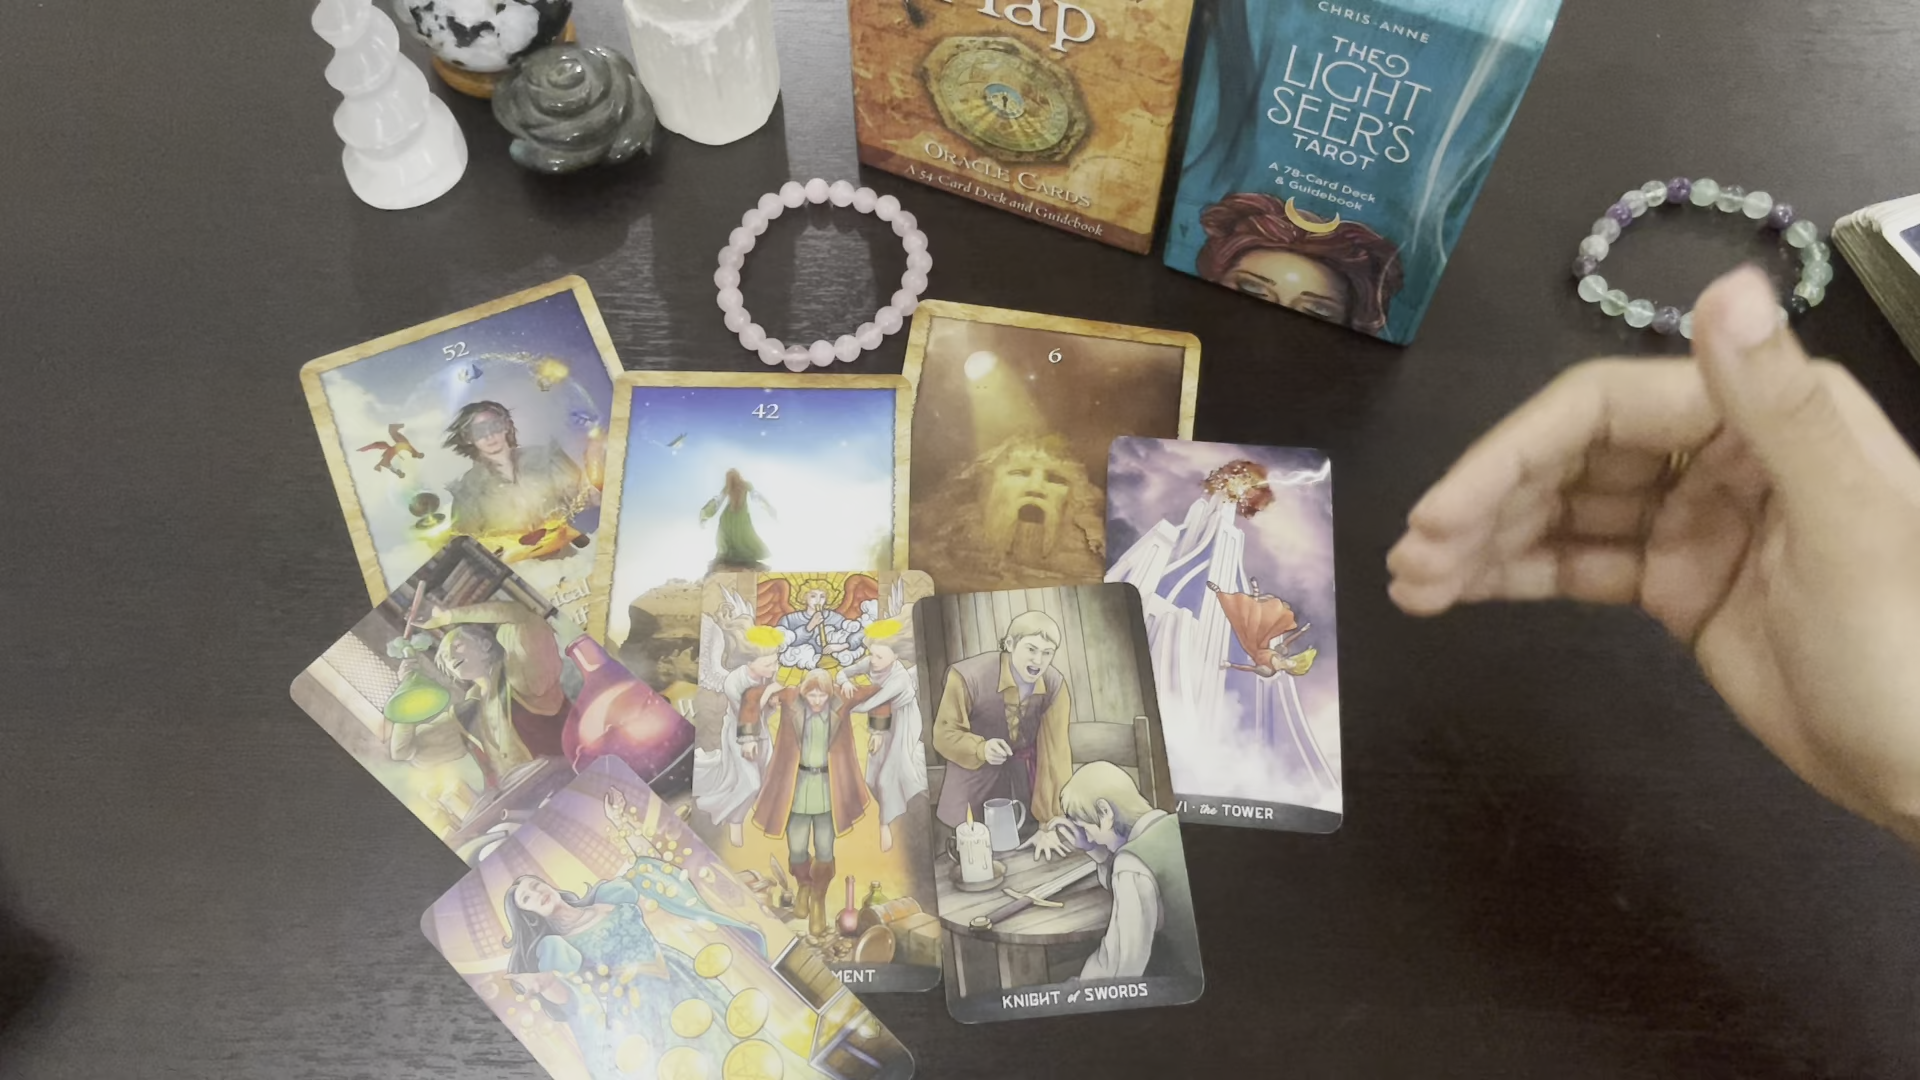 Map
ORACLE CARDS
A 54-Card Deck and Guidebook
CHRIS-ANNE
THE
LIGHT
SEER'S
TAROT
A 78-Card Deck
& Guidebook
52
42
6
VI · the TOWER
MENT
KNIGHT of SWORDS